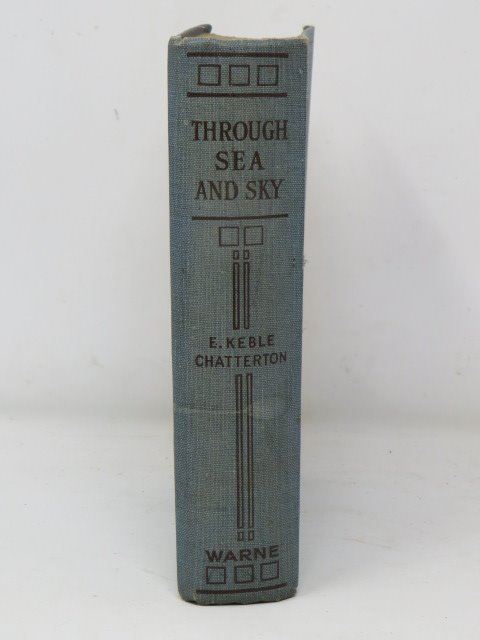 THROUGH
SEA
AND SKY
E. KEBLE
CHATTERTON
WARNE